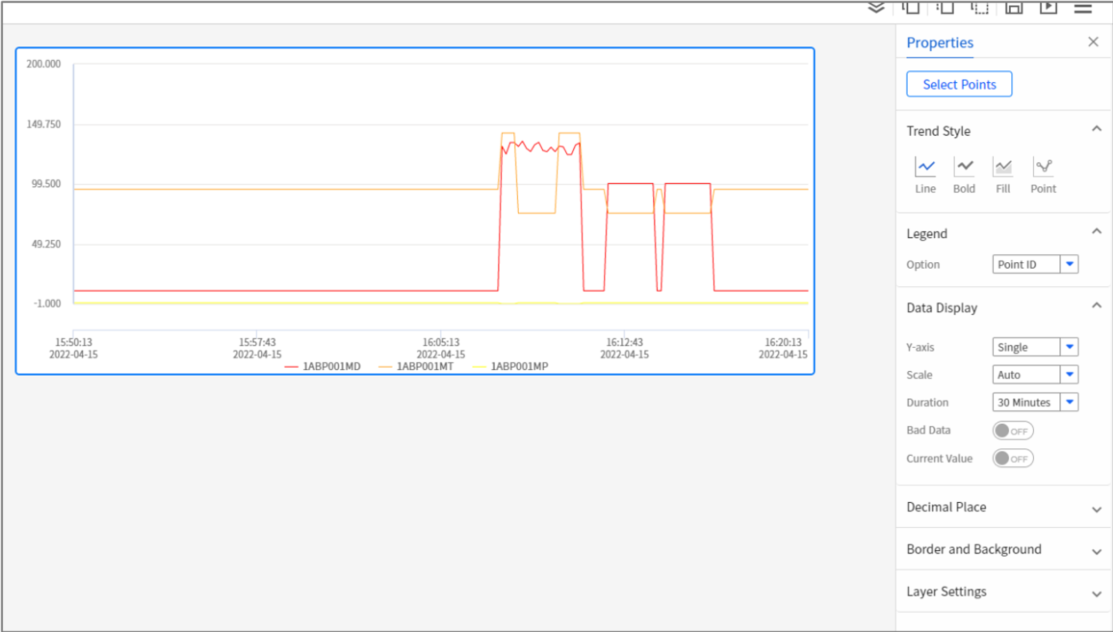 Properties
Select Points
Trend Style
Line Bold Fill Point
Legend
Option Point ID
Data Display
Y-axis Single
Scale Auto
Duration 30 Minutes
Bad Data OFF
Current Value OFF
Decimal Place
Border and Background
Layer Settings
200.000
149.750
99.500
49.250
-1.000
15:50:13 15:57:43 16:05:13 16:12:43 16:20:13
2022-04-15 2022-04-15 2022-04-15 2022-04-15 2022-04-15
1ABP001MD 1ABP001MT 1ABP001MP